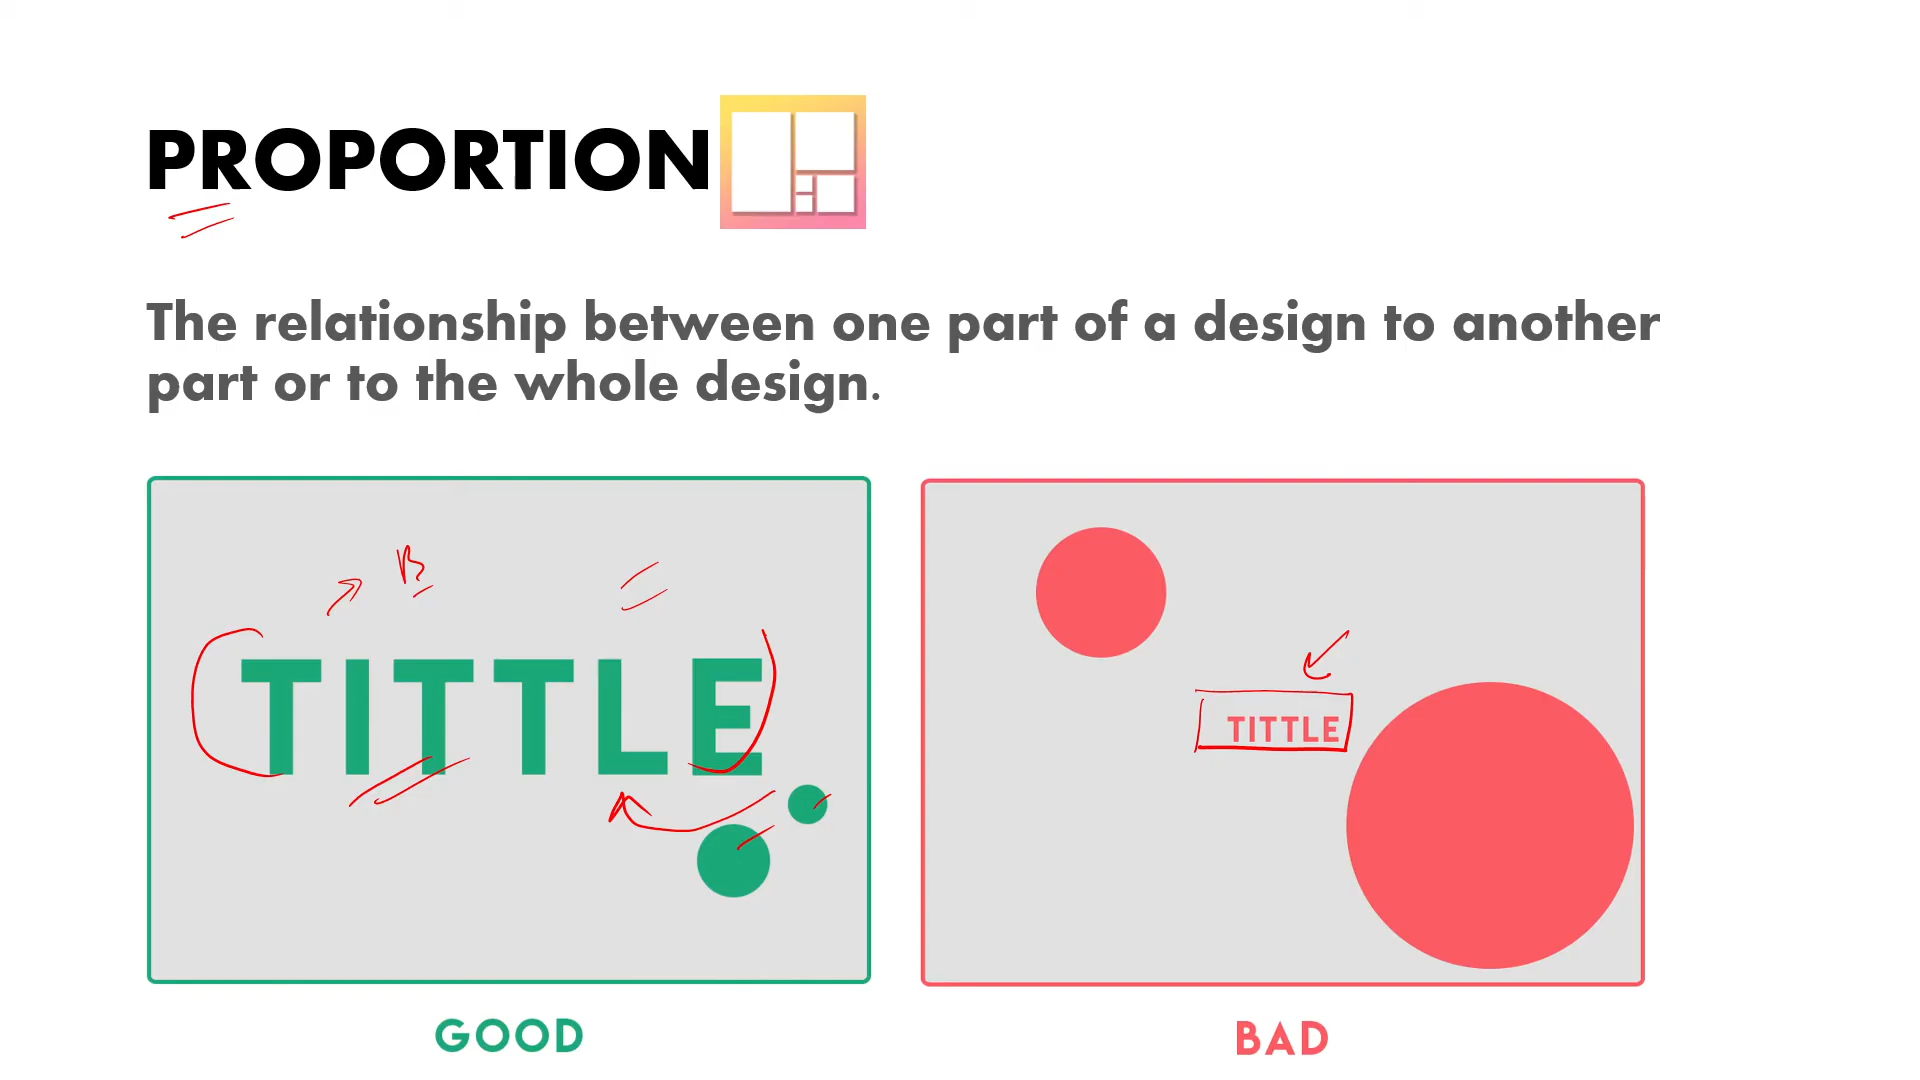 PROPORTION
The relationship between one part of a design to another
part or to the whole design.
B
TITTLE
TITTLE
GOOD
BAD